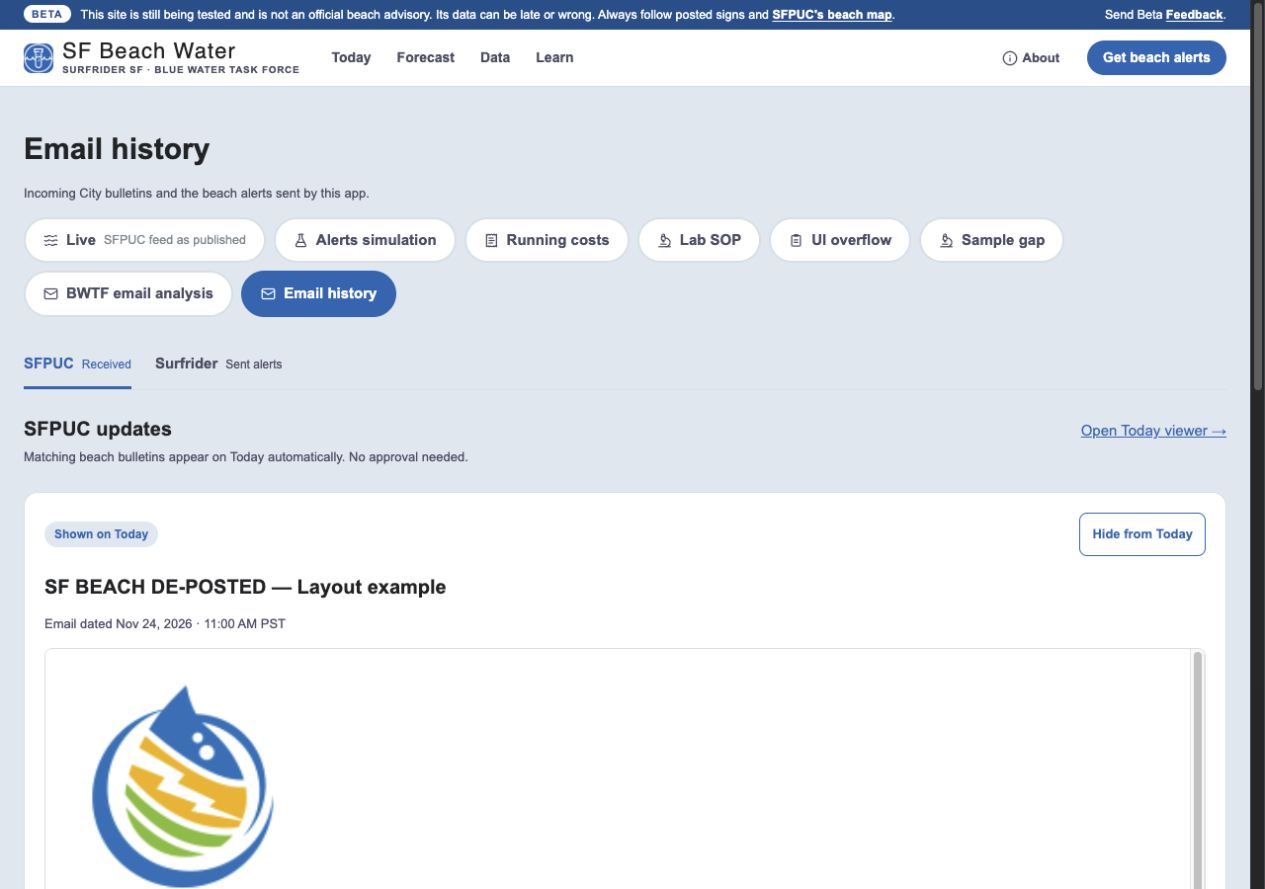 BETA This site is still being tested and is not an official beach advisory. Its data can be late or wrong. Always follow posted signs and SFPUC's beach map. Send Beta Feedback.
SF Beach Water
SURFRIDER SF · BLUE WATER TASK FORCE
Today Forecast Data Learn About Get beach alerts
Email history
Incoming City bulletins and the beach alerts sent by this app.
Live SFPUC feed as published Alerts simulation Running costs Lab SOP UI overflow Sample gap
BWTF email analysis Email history
SFPUC Received Surfrider Sent alerts
SFPUC updates Open Today viewer →
Matching beach bulletins appear on Today automatically. No approval needed.
Shown on Today Hide from Today
SF BEACH DE-POSTED — Layout example
Email dated Nov 24, 2026 · 11:00 AM PST